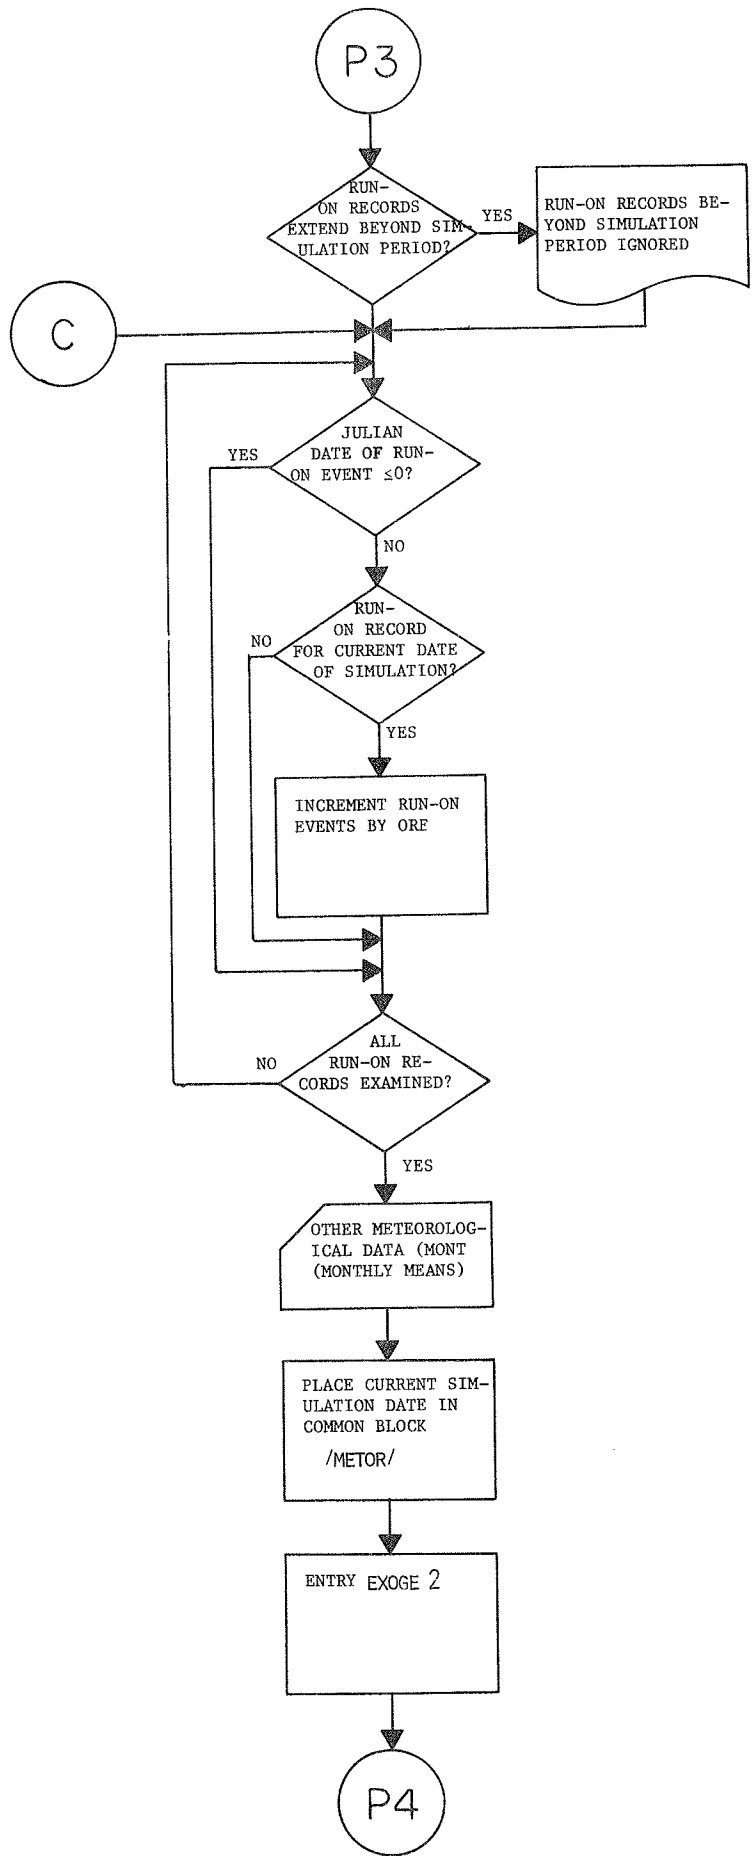 P3
RUN-
ON RECORDS
EXTEND BEYOND SIM-
ULATION PERIOD?
YES
RUN-ON RECORDS BE-
YOND SIMULATION
PERIOD IGNORED
C
JULIAN
DATE OF RUN-
ON EVENT ≤0?
YES
NO
RUN-
ON RECORD
FOR CURRENT DATE
OF SIMULATION?
NO
YES
INCREMENT RUN-ON
EVENTS BY ORE
ALL
RUN-ON RE-
CORDS EXAMINED?
NO
YES
OTHER METEOROLOG-
ICAL DATA (MONT
(MONTHLY MEANS)
PLACE CURRENT SIM-
ULATION DATE IN
COMMON BLOCK
/METOR/
ENTRY EXOGE 2
P4